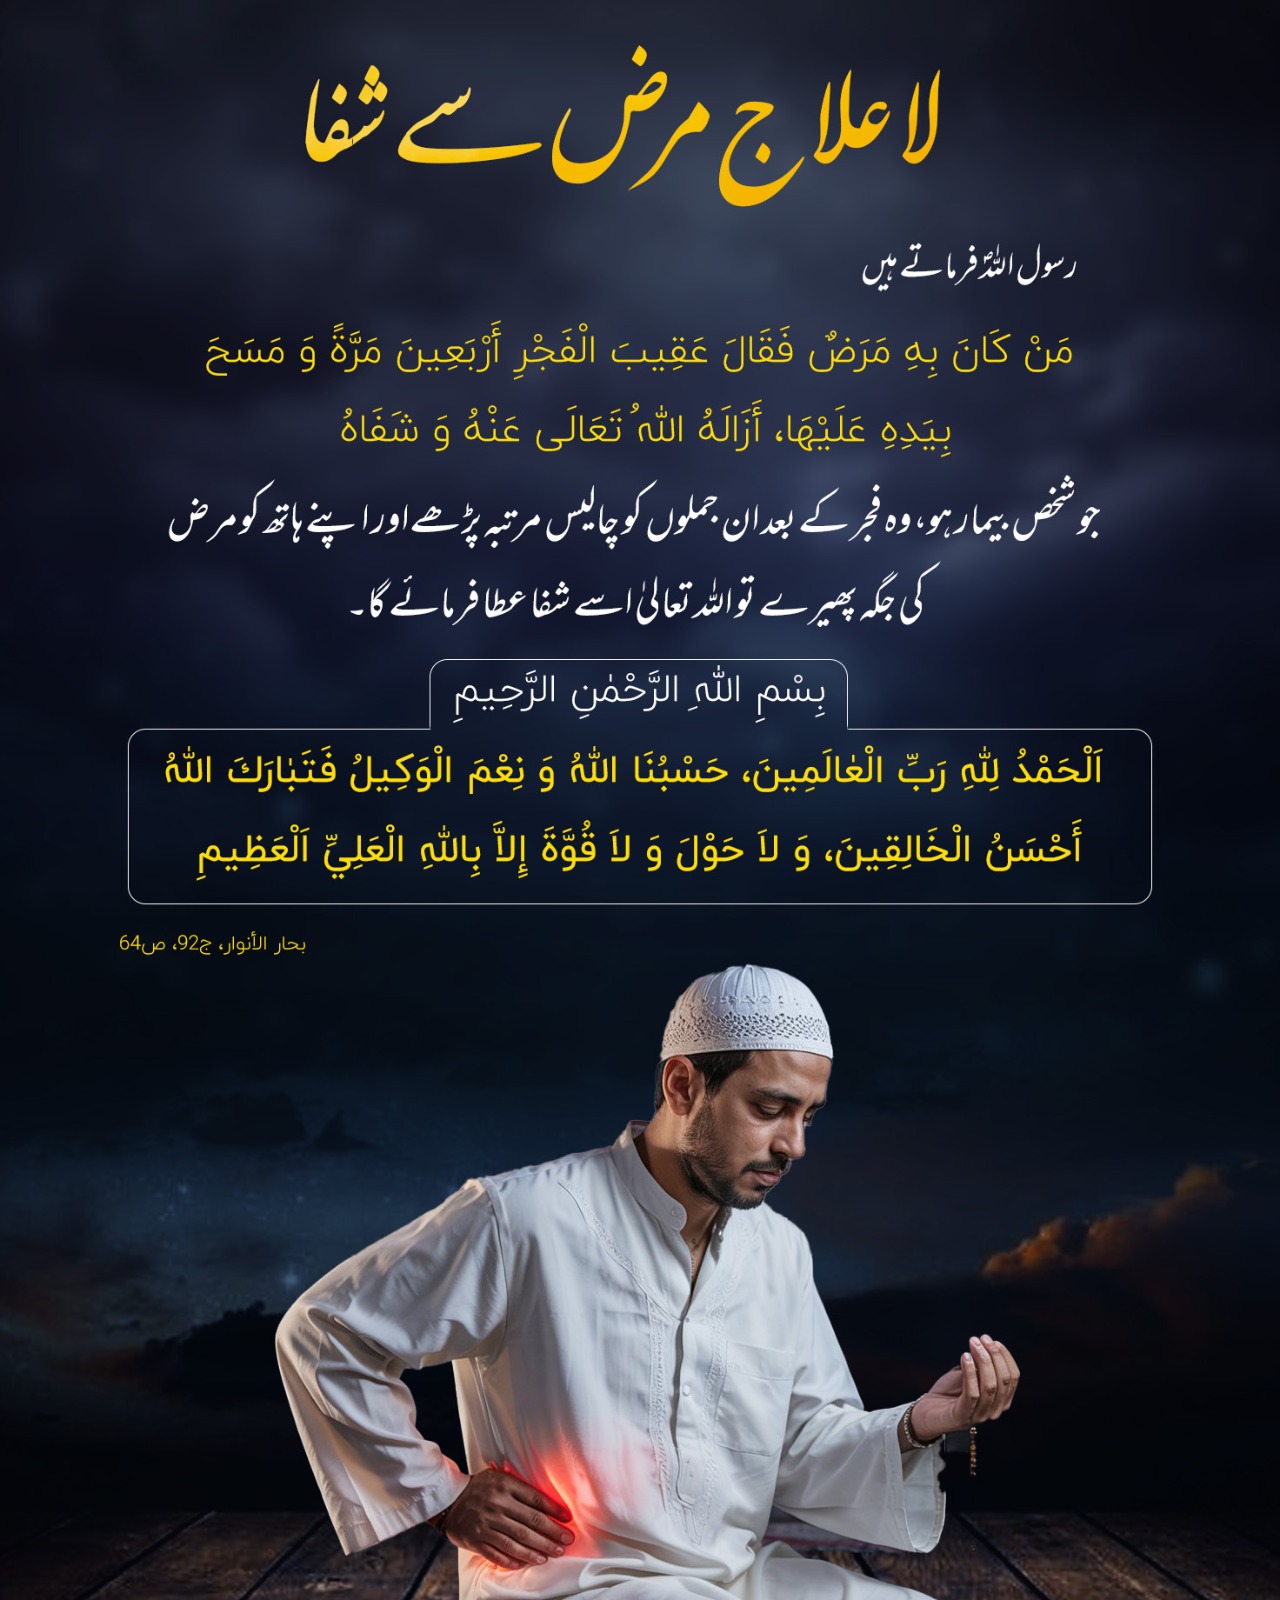 لاعلاج مرض سے شفا
رسول اللہؐ فرماتے ہیں
مَنْ كَانَ بِهِ مَرَضٌ فَقَالَ عَقِيبَ الْفَجْرِ أَرْبَعِينَ مَرَّةً وَ مَسَحَ
بِيَدِهِ عَلَيْهَا، أَزَالَهُ اللهُ تَعَالَى عَنْهُ وَ شَفَاهُ
جو شخص بیمار ہو، وہ فجر کے بعد ان جملوں کو چالیس مرتبہ پڑھے اور اپنے ہاتھ کو مرض
کی جگہ پھیرے تو اللہ تعالیٰ اسے شفا عطا فرمائے گا۔
بِسْمِ اللهِ الرَّحْمٰنِ الرَّحِيمِ
اَلْحَمْدُ لِلّٰهِ رَبِّ الْعٰالَمِينَ، حَسْبُنَا اللهُ وَ نِعْمَ الْوَكِيلُ فَتَبٰارَكَ اللهُ
أَحْسَنُ الْخَالِقِينَ، وَ لاَ حَوْلَ وَ لاَ قُوَّةَ إِلاَّ بِاللهِ الْعَلِيِّ اَلْعَظِيمِ
بحار الأنوار، ج92، ص64